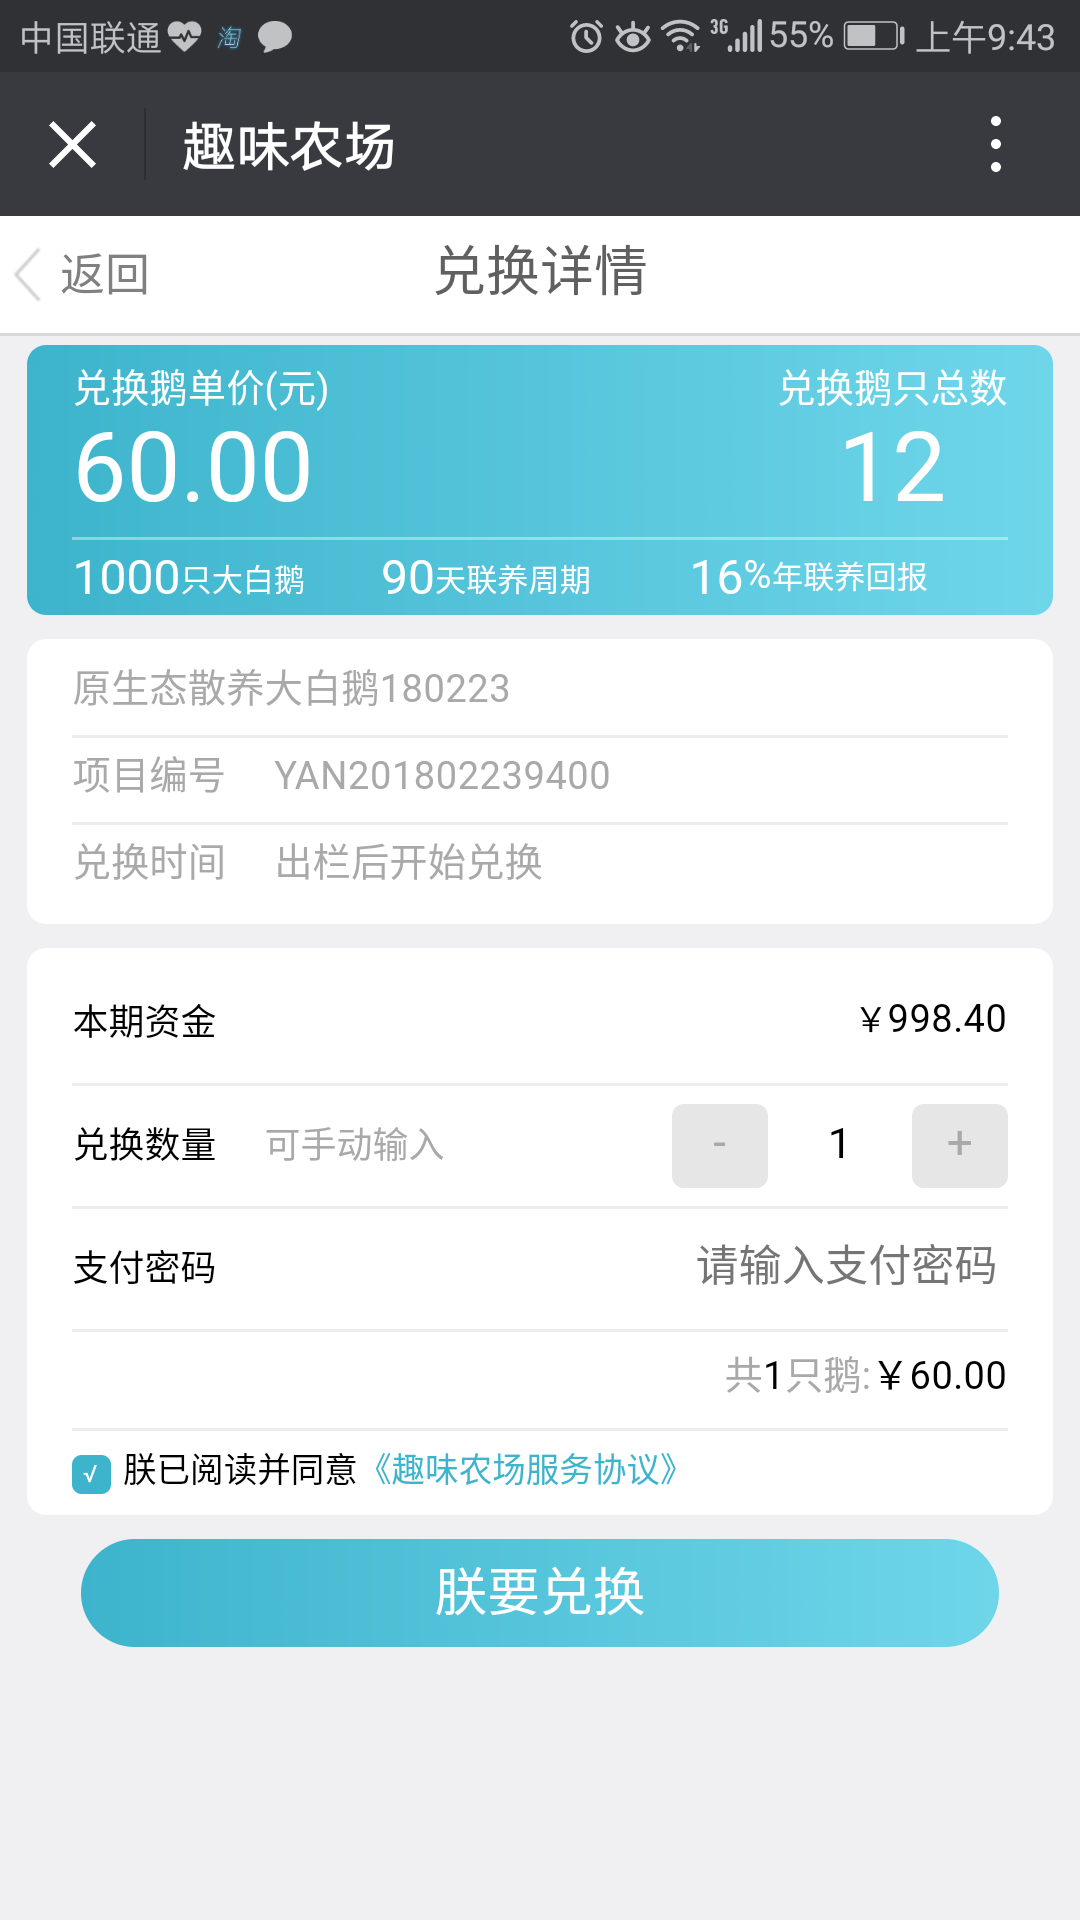 中国联通 淘 3G 55% 上午9:43
趣味农场
返回 兑换详情
兑换鹅单价(元) 兑换鹅只总数
60.00 12
1000只大白鹅 90天联养周期 16%年联养回报
原生态散养大白鹅180223
项目编号 YAN201802239400
兑换时间 出栏后开始兑换
本期资金 ￥998.40
兑换数量 可手动输入 - 1 +
支付密码 请输入支付密码
共1只鹅:￥60.00
√ 朕已阅读并同意《趣味农场服务协议》
朕要兑换